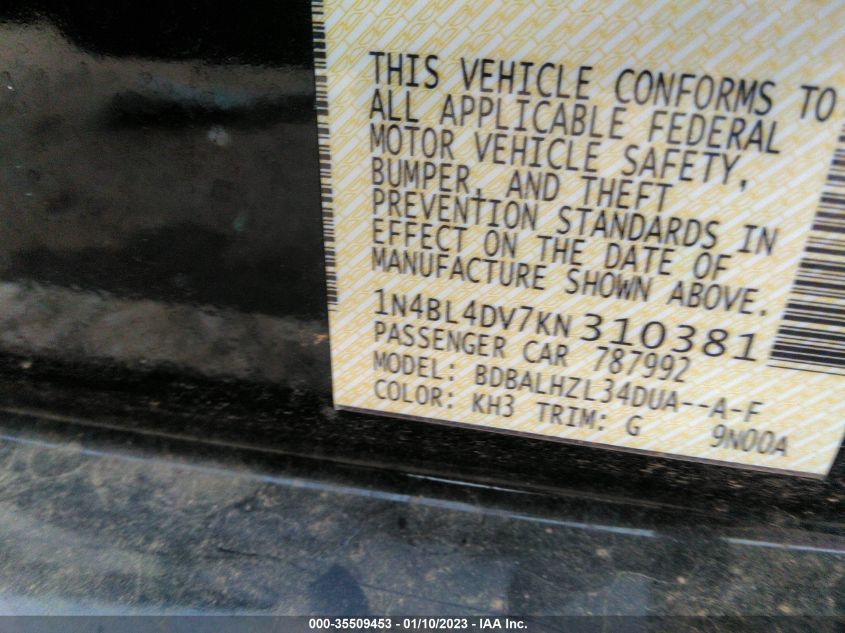 THIS VEHICLE CONFORMS TO
ALL APPLICABLE FEDERAL
MOTOR VEHICLE SAFETY,
BUMPER, AND THEFT
PREVENTION STANDARDS IN
EFFECT ON THE DATE OF
MANUFACTURE SHOWN ABOVE.
1N4BL4DV7KN310381
PASSENGER CAR 787992
MODEL: BDBALHZL34DUA--A-F
COLOR: KH3 TRIM: G 9N00A
000-35509453 - 01/10/2023 - IAA Inc.